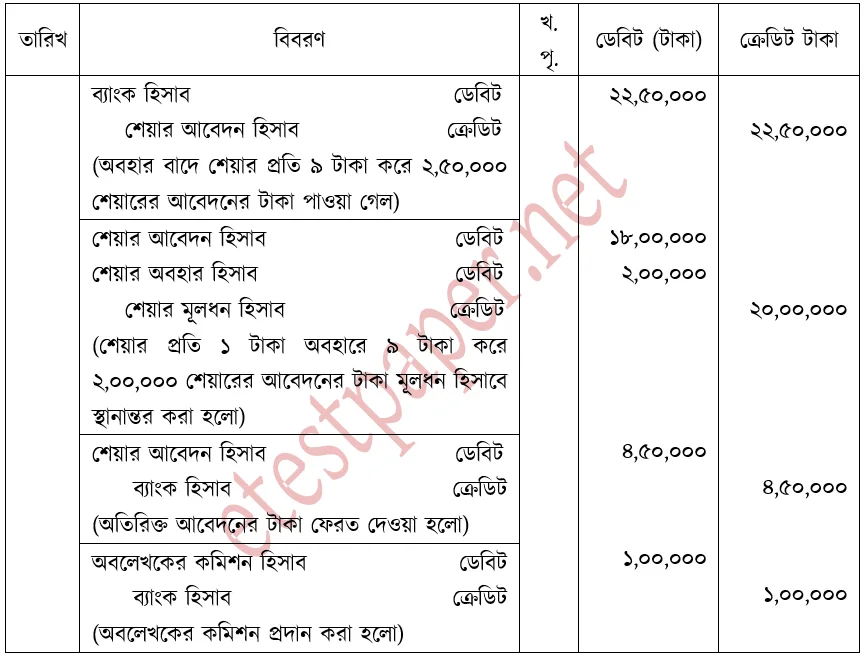 তারিখ বিবরণ খ. পৃ. ডেবিট (টাকা) ক্রেডিট টাকা
ব্যাংক হিসাব ডেবিট ২২,৫০,০০০
শেয়ার আবেদন হিসাব ক্রেডিট ২২,৫০,০০০
(অবহার বাদে শেয়ার প্রতি ৯ টাকা করে ২,৫০,০০০
শেয়ারের আবেদনের টাকা পাওয়া গেল)
শেয়ার আবেদন হিসাব ডেবিট ১৮,০০,০০০
শেয়ার অবহার হিসাব ডেবিট ২,০০,০০০
শেয়ার মূলধন হিসাব ক্রেডিট ২০,০০,০০০
(শেয়ার প্রতি ১ টাকা অবহারে ৯ টাকা করে
২,০০,০০০ শেয়ারের আবেদনের টাকা মূলধন হিসাবে
স্থানান্তর করা হলো)
শেয়ার আবেদন হিসাব ডেবিট ৪,৫০,০০০
ব্যাংক হিসাব ক্রেডিট ৪,৫০,০০০
(অতিরিক্ত আবেদনের টাকা ফেরত দেওয়া হলো)
অবলেখকের কমিশন হিসাব ডেবিট ১,০০,০০০
ব্যাংক হিসাব ক্রেডিট ১,০০,০০০
(অবলেখকের কমিশন প্রদান করা হলো)
etestpaper.net